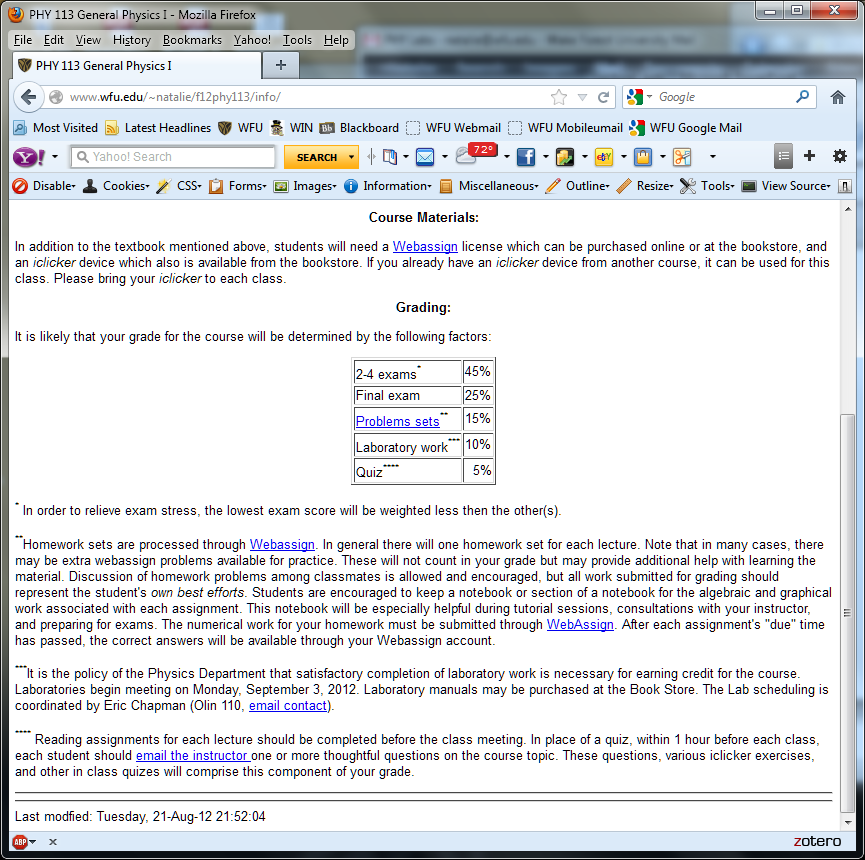 PHY 113 General Physics I - Mozilla Firefox
File Edit View History Bookmarks Yahoo! Tools Help
PHY 113 General Physics I
www.wfu.edu/~natalie/f12phy113/info/
Google
Most Visited Latest Headlines WFU WIN Bb Blackboard WFU Webmail WFU Mobileumail WFU Google Mail
Y! Yahoo! Search SEARCH 72° eBY
Disable Cookies CSS Forms Images Information Miscellaneous Outline Resize Tools View Source
Course Materials:
In addition to the textbook mentioned above, students will need a Webassign license which can be purchased online or at the bookstore, and
an iclicker device which also is available from the bookstore. If you already have an iclicker device from another course, it can be used for this
class. Please bring your iclicker to each class.
Grading:
It is likely that your grade for the course will be determined by the following factors:
2-4 exams* 45%
Final exam 25%
Problems sets** 15%
Laboratory work*** 10%
Quiz**** 5%
* In order to relieve exam stress, the lowest exam score will be weighted less then the other(s).
**Homework sets are processed through Webassign. In general there will one homework set for each lecture. Note that in many cases, there
may be extra webassign problems available for practice. These will not count in your grade but may provide additional help with learning the
material. Discussion of homework problems among classmates is allowed and encouraged, but all work submitted for grading should
represent the student's own best efforts. Students are encouraged to keep a notebook or section of a notebook for the algebraic and graphical
work associated with each assignment. This notebook will be especially helpful during tutorial sessions, consultations with your instructor,
and preparing for exams. The numerical work for your homework must be submitted through WebAssign. After each assignment's "due" time
has passed, the correct answers will be available through your Webassign account.
***It is the policy of the Physics Department that satisfactory completion of laboratory work is necessary for earning credit for the course.
Laboratories begin meeting on Monday, September 3, 2012. Laboratory manuals may be purchased at the Book Store. The Lab scheduling is
coordinated by Eric Chapman (Olin 110, email contact).
**** Reading assignments for each lecture should be completed before the class meeting. In place of a quiz, within 1 hour before each class,
each student should email the instructor one or more thoughtful questions on the course topic. These questions, various iclicker exercises,
and other in class quizes will comprise this component of your grade.
Last modfied: Tuesday, 21-Aug-12 21:52:04
ABP x zotero